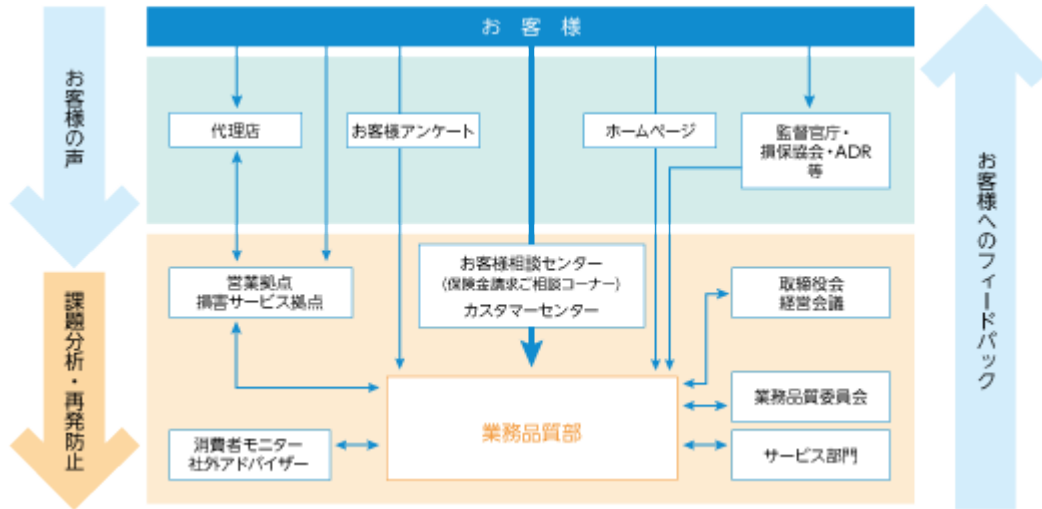 お客様
お客様の声
代理店
お客様アンケート
ホームページ
監督官庁・
損保協会・ADR
等
お客様へのフィードバック
営業拠点
損害サービス拠点
お客様相談センター
(保険金請求ご相談コーナー)
カスタマーセンター
取締役会
経営会議
課題分析・再発防止
業務品質部
業務品質委員会
消費者モニター
社外アドバイザー
サービス部門